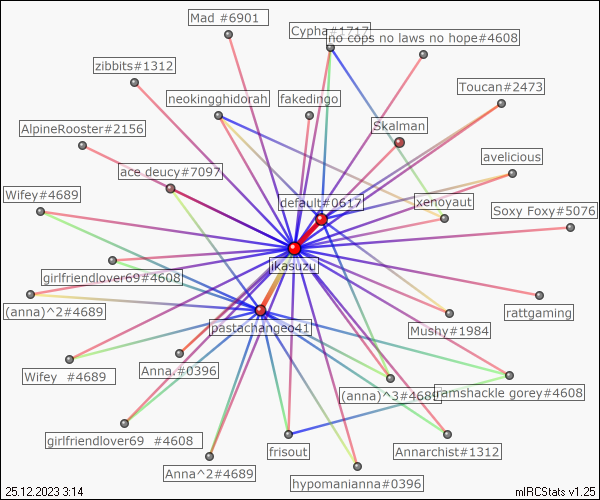 Mad #6901
Cypha#1717
no cops no laws no hope#4608
zibbits#1312
Toucan#2473
neokingghidorah
fakedingo
AlpineRooster#2156
Skalman
avelicious
ace deucy#7097
Wifey#4689
default#0617
xenoyaut
Soxy Foxy#5076
jkasuzu
girlfriendlover69#4608
(anna)^2#4689
rattgaming
pastachangeo41
Mushy#1984
Wifey #4689
Anna.#0396
(anna)^3#4689
ramshackle gorey#4608
girlfriendlover69 #4608
frisout
Annarchist#1312
Anna^2#4689
hypomanianna#0396
25.12.2023 3:14
mIRCStats v1.25